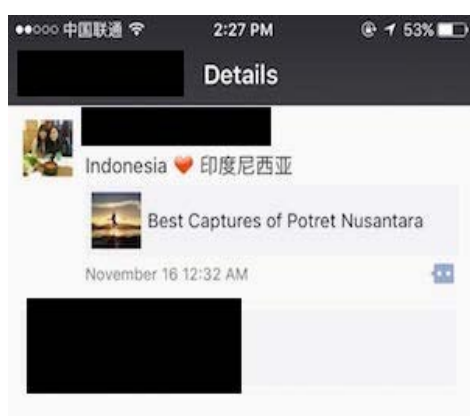 中国联通 2:27 PM 53%
Details
Indonesia ❤️ 印度尼西亚
Best Captures of Potret Nusantara
November 16 12:32 AM